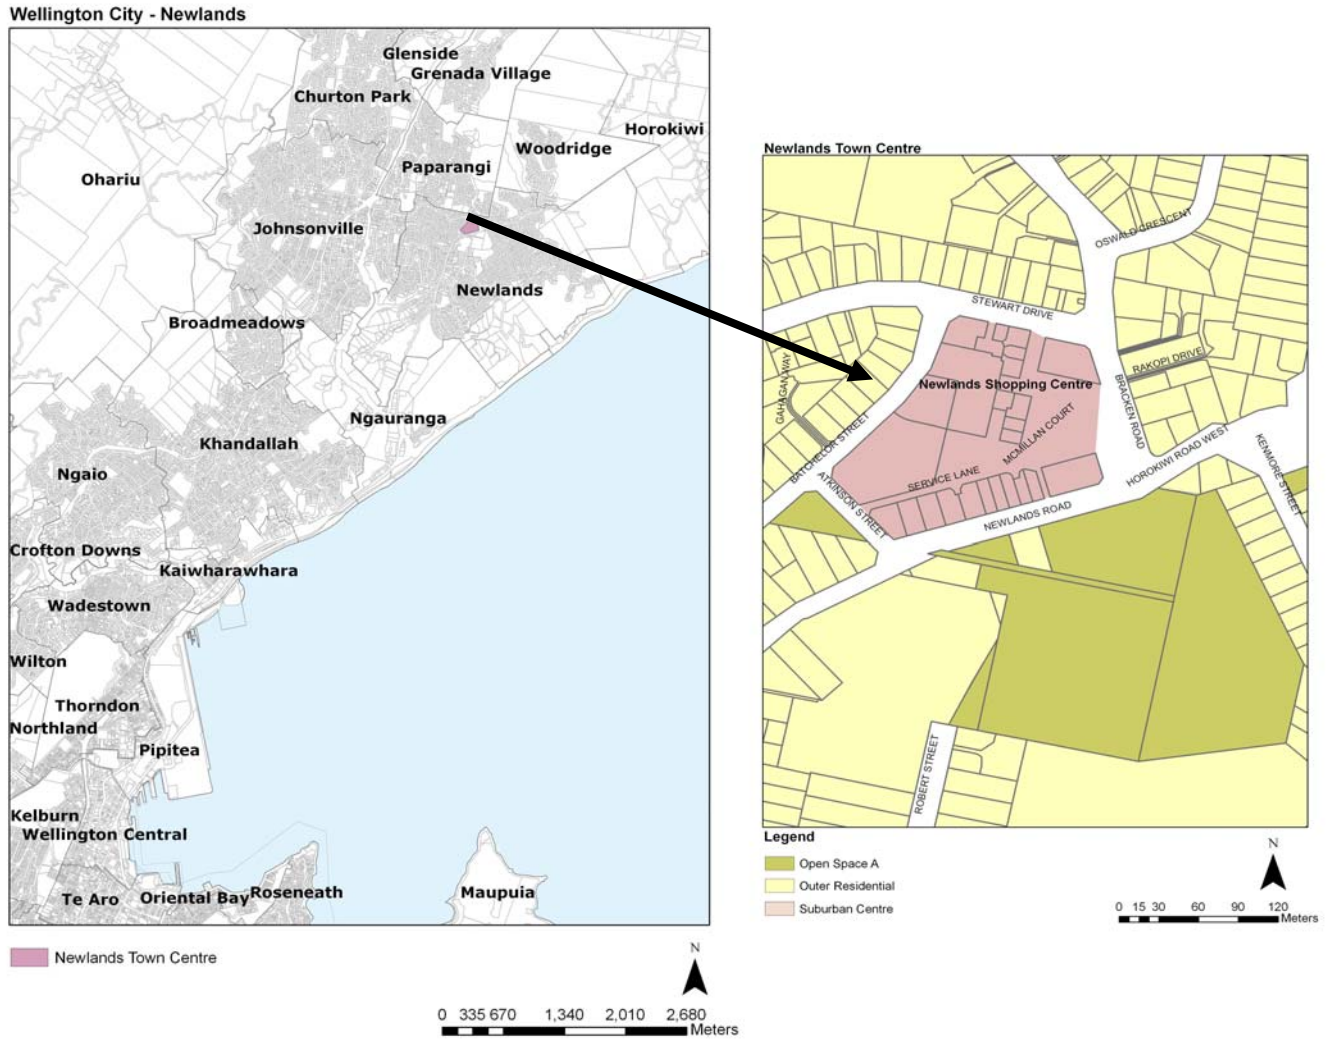 Wellington City - Newlands
Glenside
Grenada Village
Churton Park
Horokiwi
Woodridge
Paparangi
Ohariu
Johnsonville
Newlands
Broadmeadows
Ngauranga
Khandallah
Ngaio
Crofton Downs
Kaiwharawhara
Wadestown
Wilton
Thorndon
Northland
Pipitea
Kelburn
Wellington Central
Te Aro
Oriental Bay
Roseneath
Maupuia
Newlands Town Centre
N
0 335 670 1,340 2,010 2,680
Meters
Newlands Town Centre
OSWALD CRESCENT
STEWART DRIVE
RAKOPI DRIVE
GAHAGAN WAY
Newlands Shopping Centre
BRACKEN ROAD
MCMILLAN COURT
BATCHELOR STREET
HOROKIWI ROAD WEST
KENMORE STREET
SERVICE LANE
ATKINSON STREET
NEWLANDS ROAD
ROBERT STREET
Legend
Open Space A
Outer Residential
Suburban Centre
N
0 15 30 60 90 120
Meters